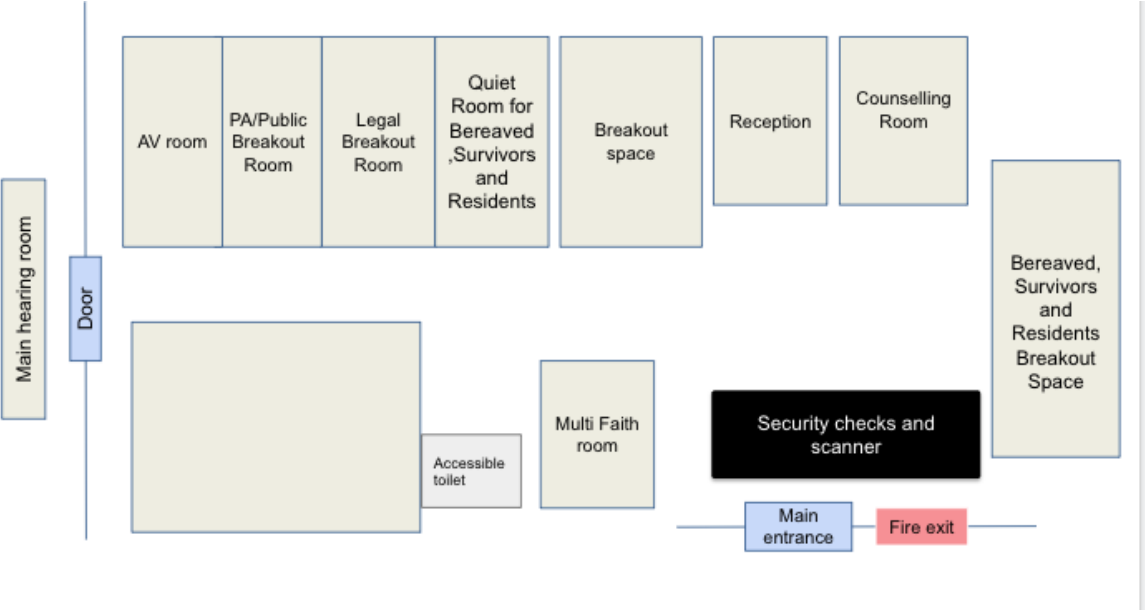 AV room
PA/Public
Breakout
Room
Legal
Breakout
Room
Quiet
Room for
Bereaved
,Survivors
and
Residents
Breakout
space
Reception
Counselling
Room
Main hearing room
Door
Bereaved,
Survivors
and
Residents
Breakout
Space
Accessible
toilet
Multi Faith
room
Security checks and
scanner
Main
entrance
Fire exit